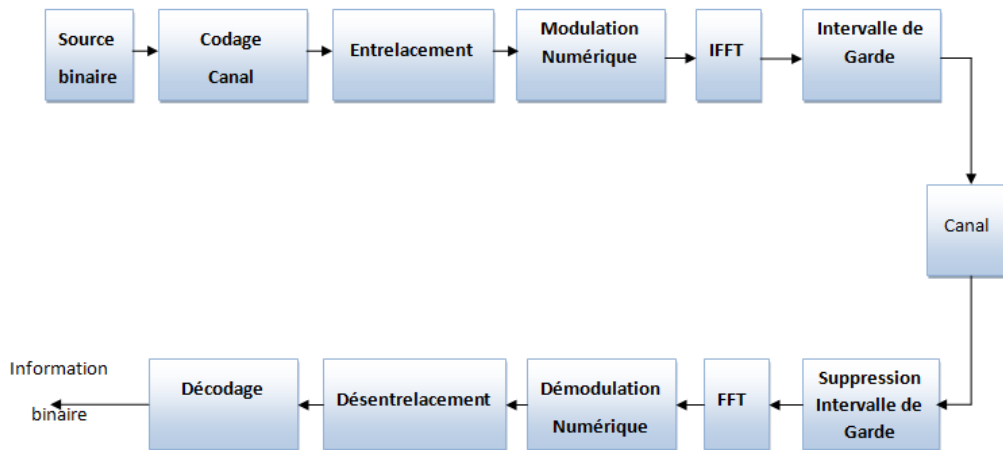 Source
binaire
Codage
Canal
Entrelacement
Modulation
Numérique
IFFT
Intervalle de
Garde
Canal
Suppression
Intervalle de
Garde
FFT
Démodulation
Numérique
Désentrelacement
Décodage
Information
binaire